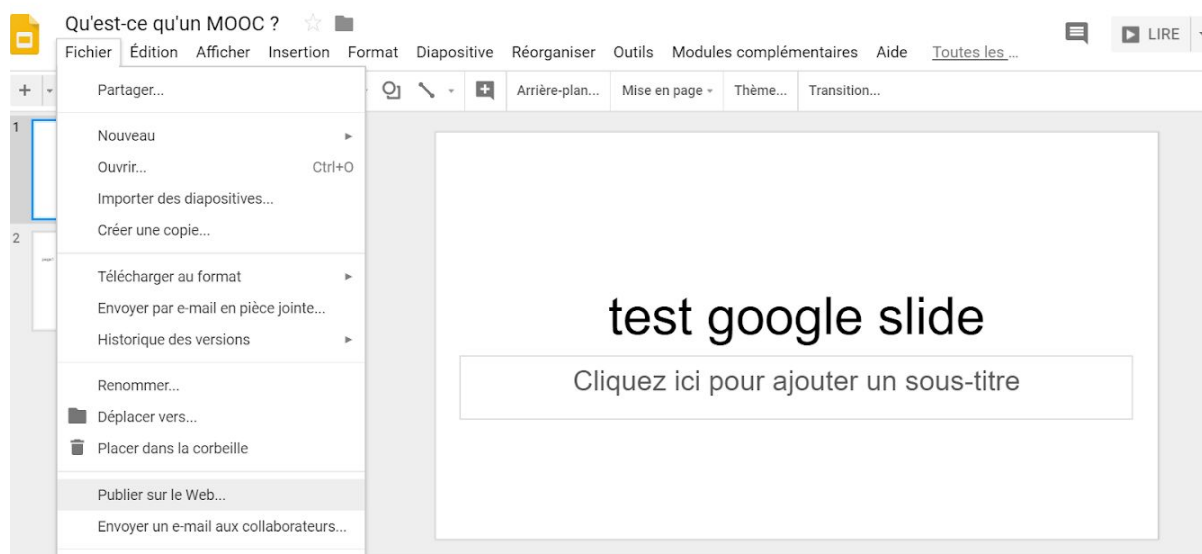 Qu'est-ce qu'un MOOC ?
Fichier Édition Afficher Insertion Format Diapositive Réorganiser Outils Modules complémentaires Aide Toutes les ...
LIRE
Arrière-plan... Mise en page Thème... Transition...
Partager...
Nouveau
Ouvrir... Ctrl+O
Importer des diapositives...
Créer une copie...
Télécharger au format
Envoyer par e-mail en pièce jointe...
Historique des versions
Renommer...
Déplacer vers...
Placer dans la corbeille
Publier sur le Web...
Envoyer un e-mail aux collaborateurs...
1
2
test google slide
Cliquez ici pour ajouter un sous-titre